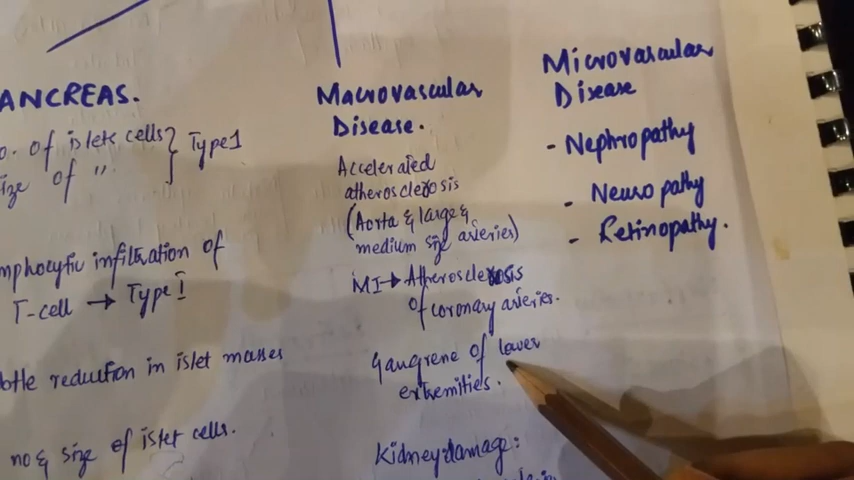 ANCREAS.
o. of islets cells } Type1
ize of "
mphocytic infiltration of
T-cell → Type I
btle reduction in islet masses
no & size of islet cells.
Macrovascular
Disease.
Accelerated
atherosclerosis
(Aorta & large &
medium size arteries)
MI → Atherosclerosis
of coronary arteries.
Gangrene of lower
extremities.
Kidney damage:
Microvascular
Disease
- Nephropathy
- Neuropathy
- Retinopathy.